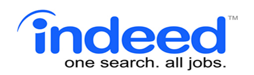 indeed™
one search. all jobs.